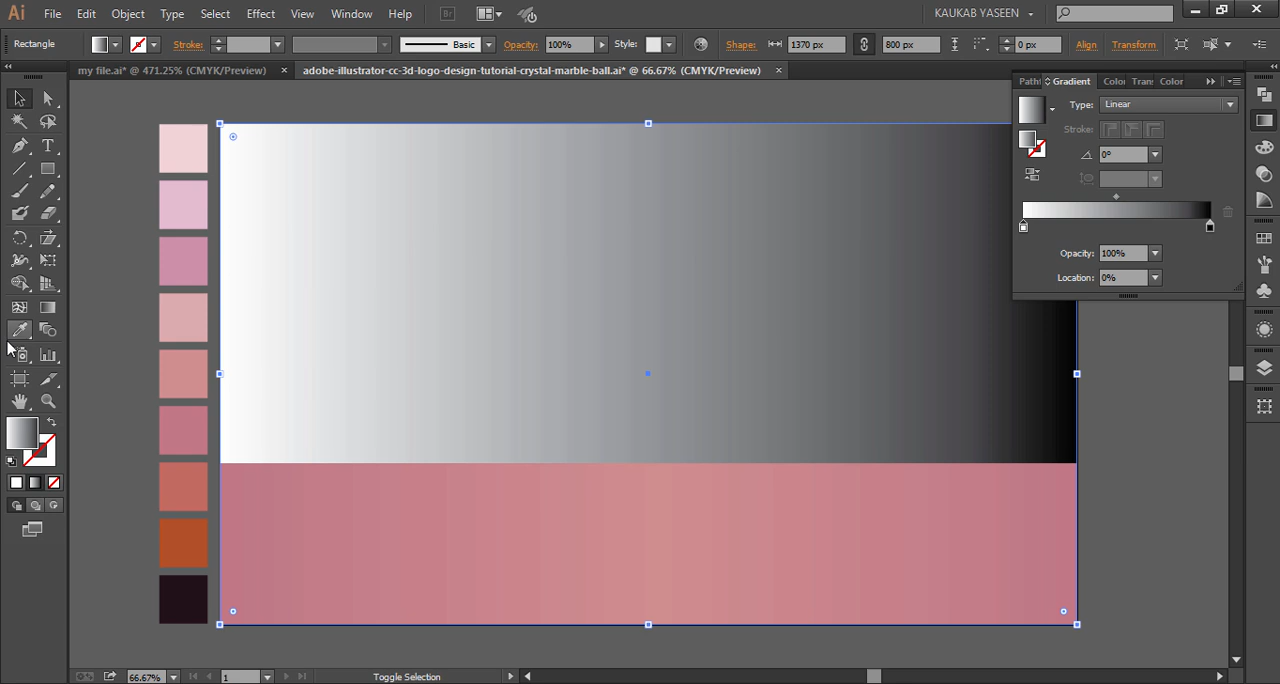 Ai File Edit Object Type Select Effect View Window Help Br KAUKAB YASEEN
Rectangle Stroke: Basic Opacity: 100% Style: Shape: 1370 px 800 px 0 px Align Transform
my file.ai* @ 471.25% (CMYK/Preview) × adobe-illustrator-cc-3d-logo-design-tutorial-crystal-marble-ball.ai* @ 66.67% (CMYK/Preview) ×
Path Gradient Color Trans Color
Type: Linear
Stroke:
0°
Opacity: 100%
Location: 0%
T
66.67% 1 Toggle Selection